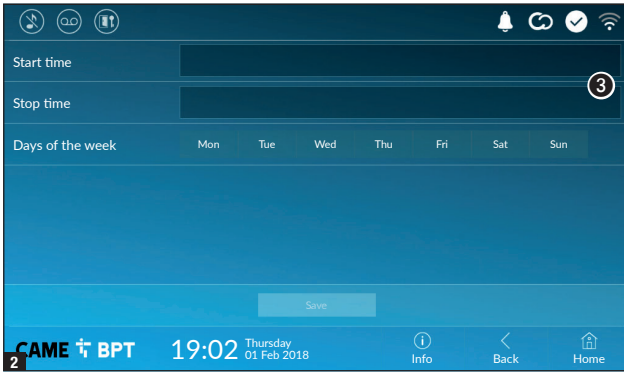 Start time
3
Stop time
Days of the week Mon Tue Wed Thu Fri Sat Sun
Save
2 CAME BPT 19:02 Thursday
01 Feb 2018
Info Back Home